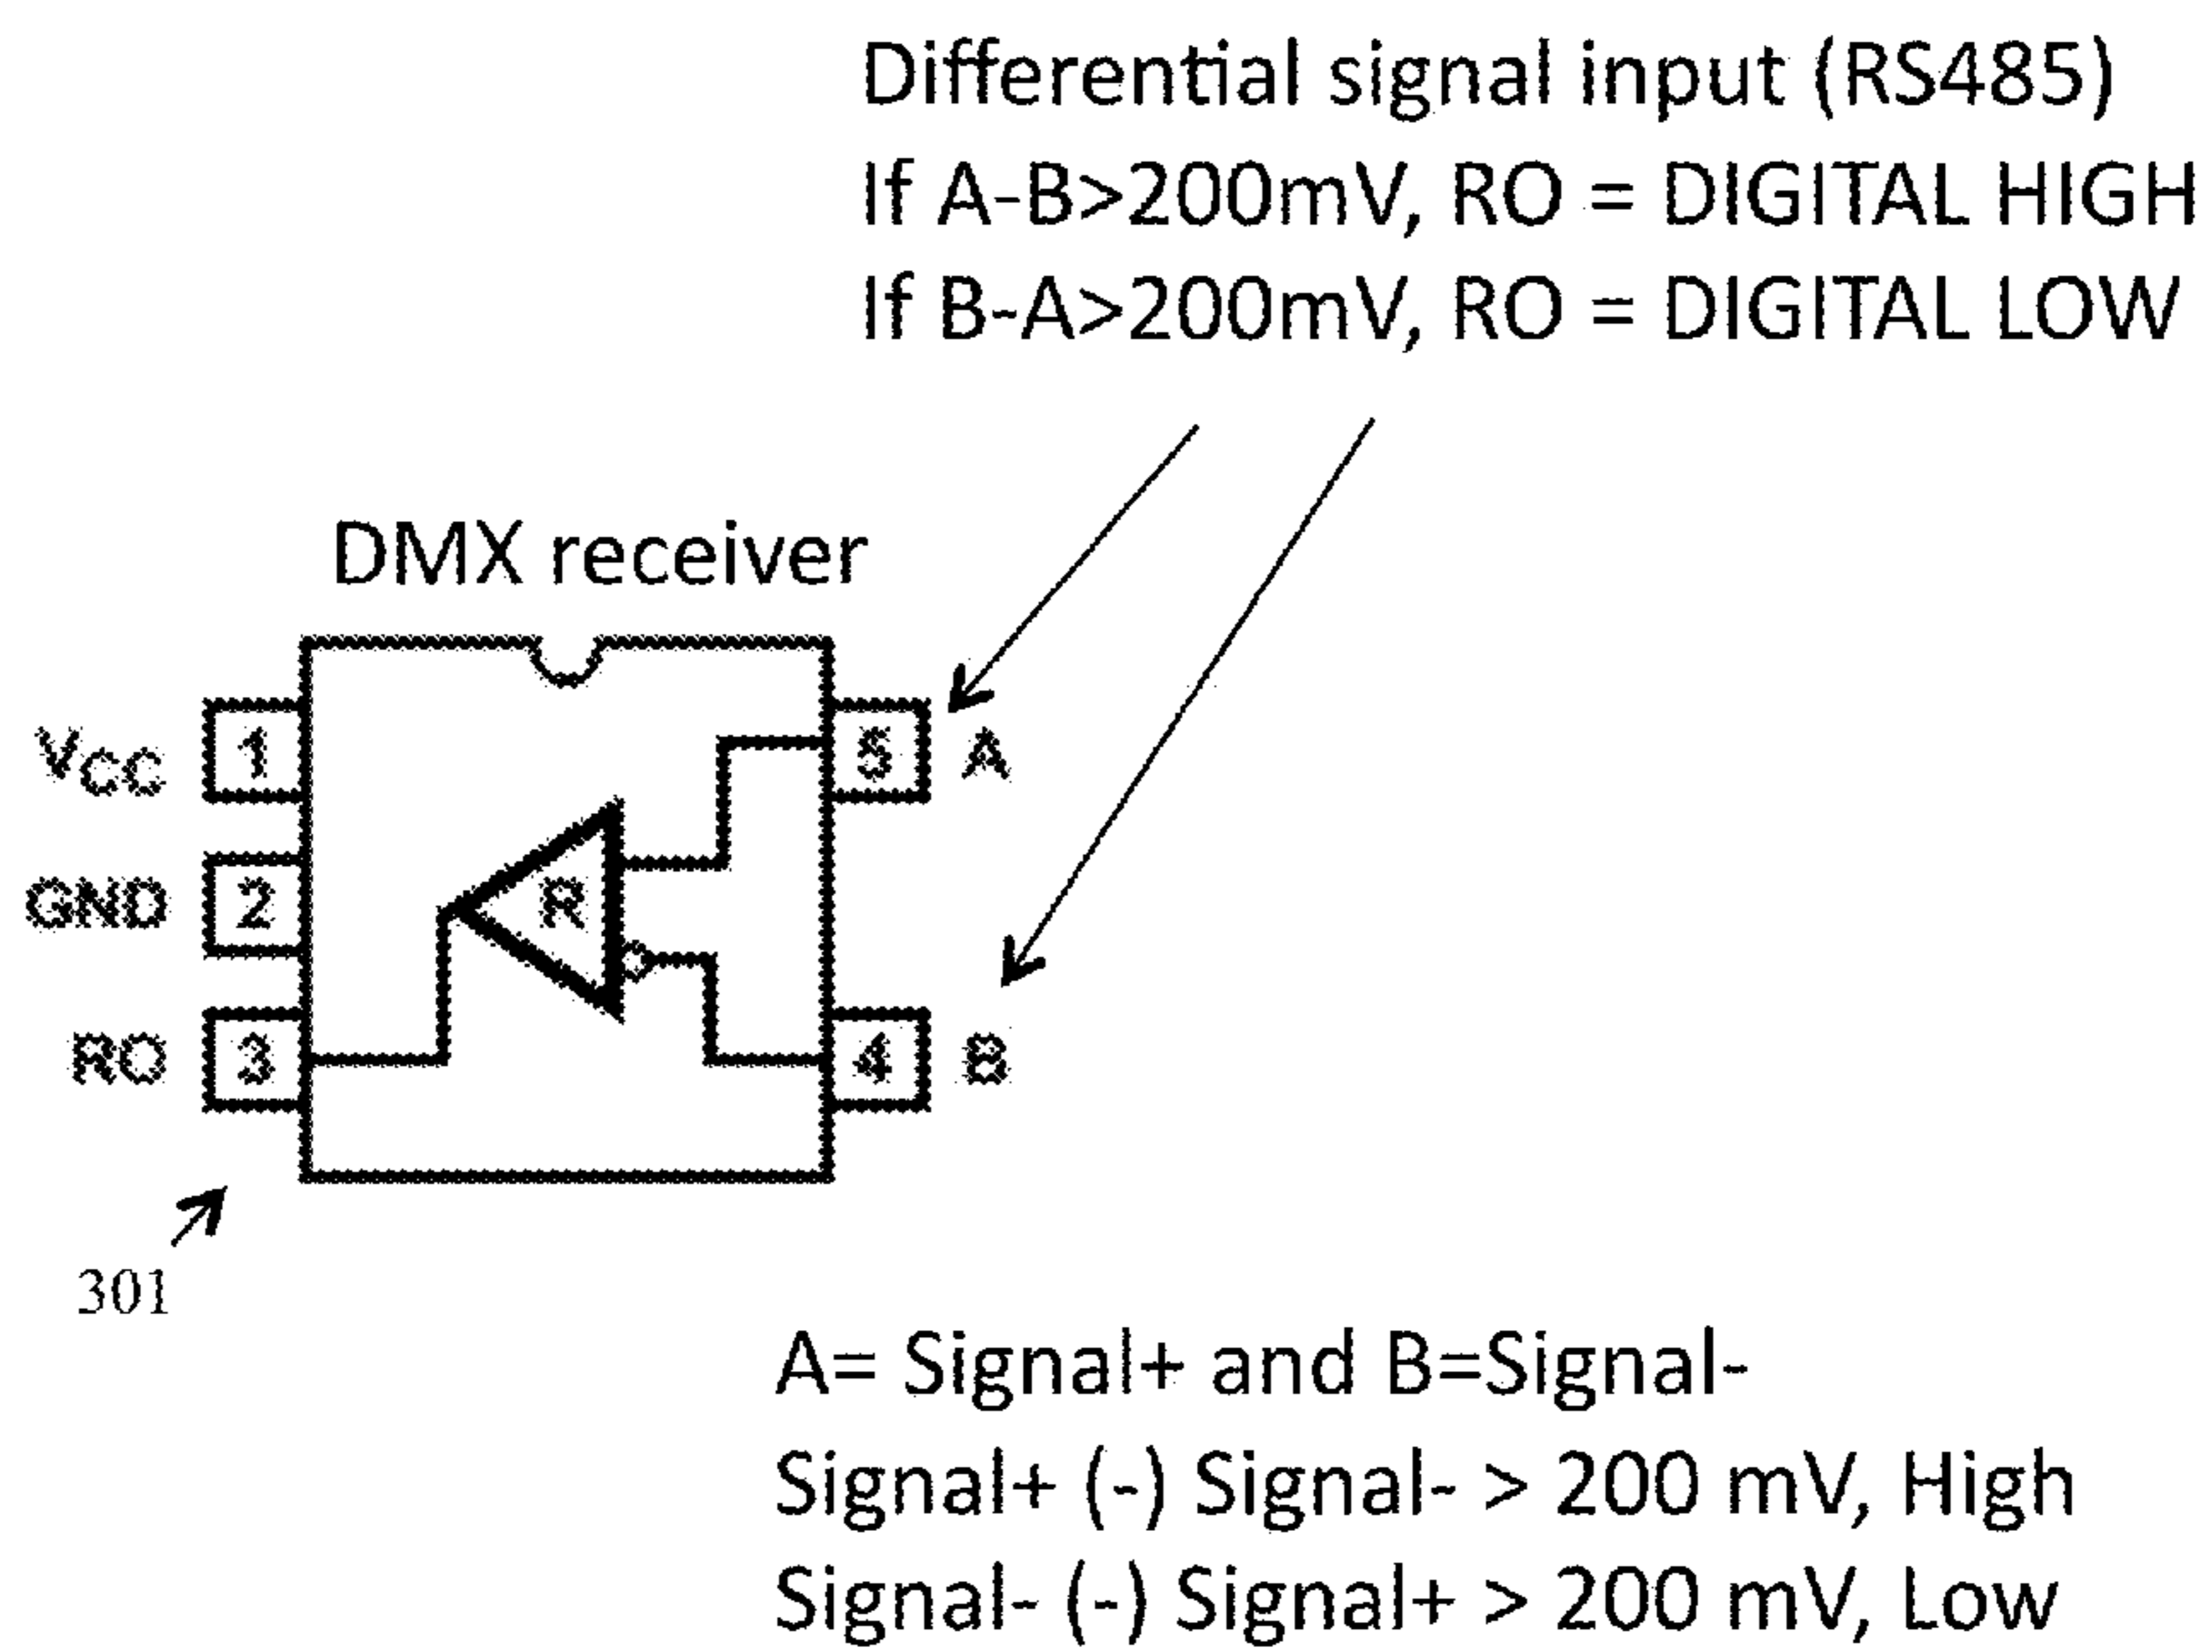 Differential signal input (RS485)
If A-B>200mV, RO = DIGITAL HIGH
If B-A>200mV, RO = DIGITAL LOW
DMX receiver
VCC 1 5 A
R
GND 2
RO 3 4 B
301
A= Signal+ and B=Signal-
Signal+ (-) Signal- > 200 mV, High
Signal- (-) Signal+ > 200 mV, Low